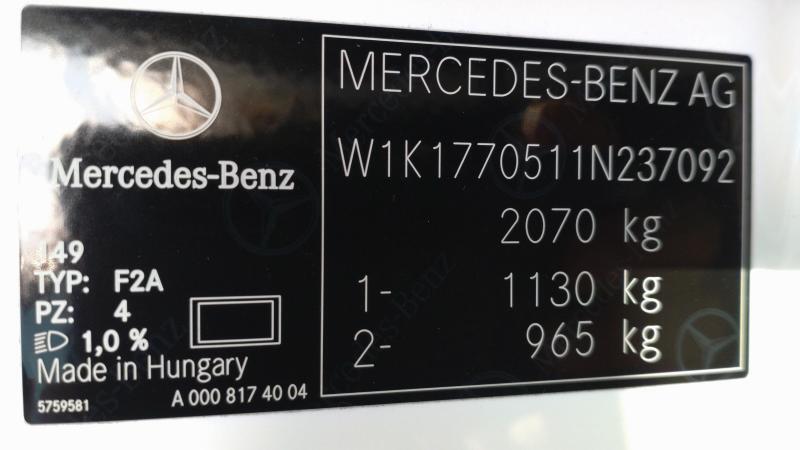 Mercedes-Benz
149
TYP: F2A
PZ: 4
1,0 %
Made in Hungary
5759581
A 000 817 40 04
MERCEDES-BENZ AG
W1K1770511N237092
2070 kg
1- 1130 kg
2- 965 kg